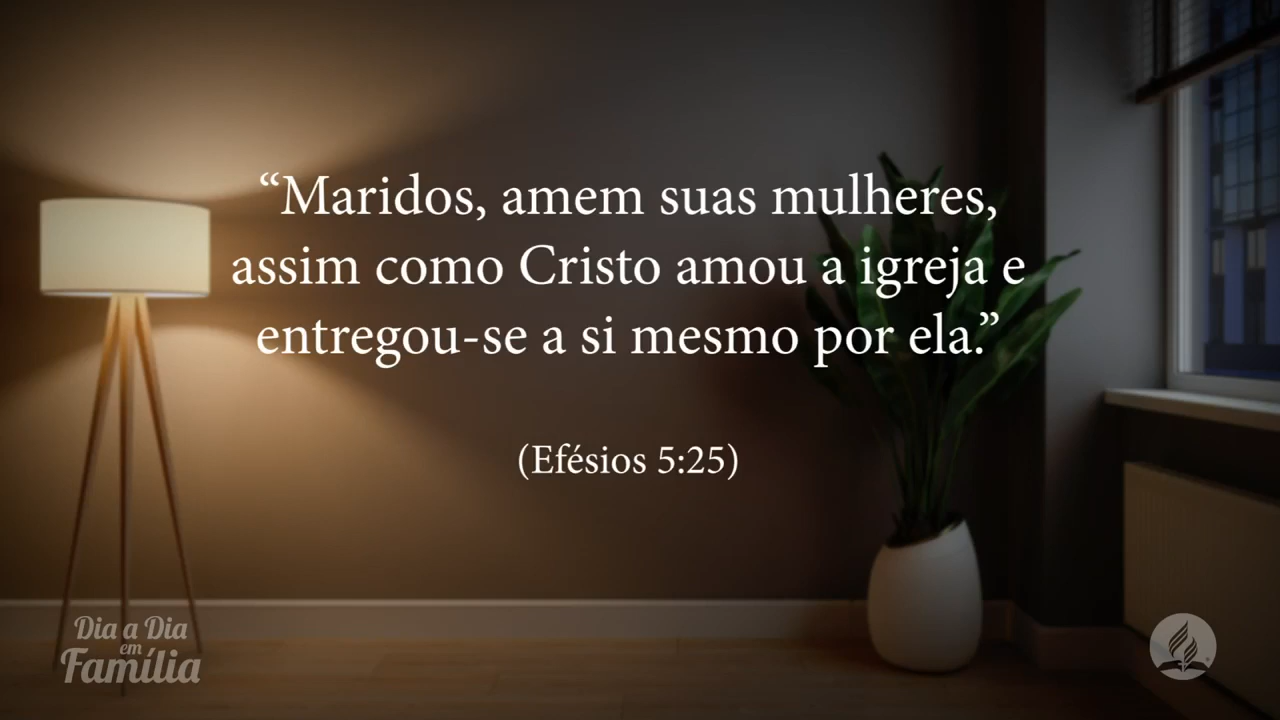 “Maridos, amem suas mulheres,
assim como Cristo amou a igreja e
entregou-se a si mesmo por ela.”
(Efésios 5:25)
Dia a Dia
em
Família